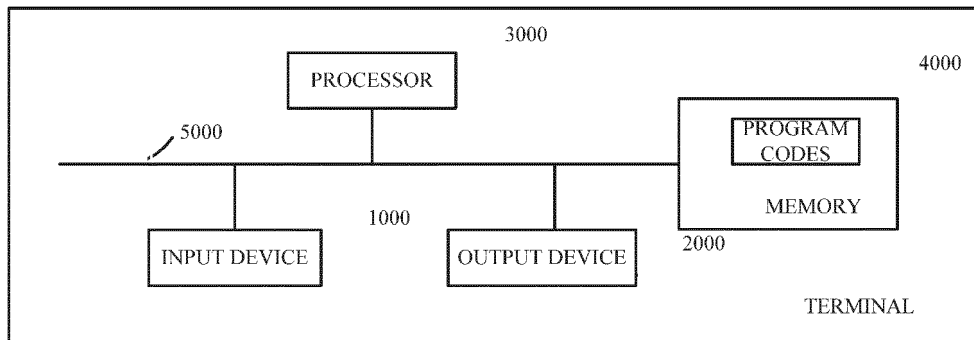 3000
4000
PROCESSOR
5000
PROGRAM
CODES
MEMORY
1000
2000
INPUT DEVICE
OUTPUT DEVICE
TERMINAL